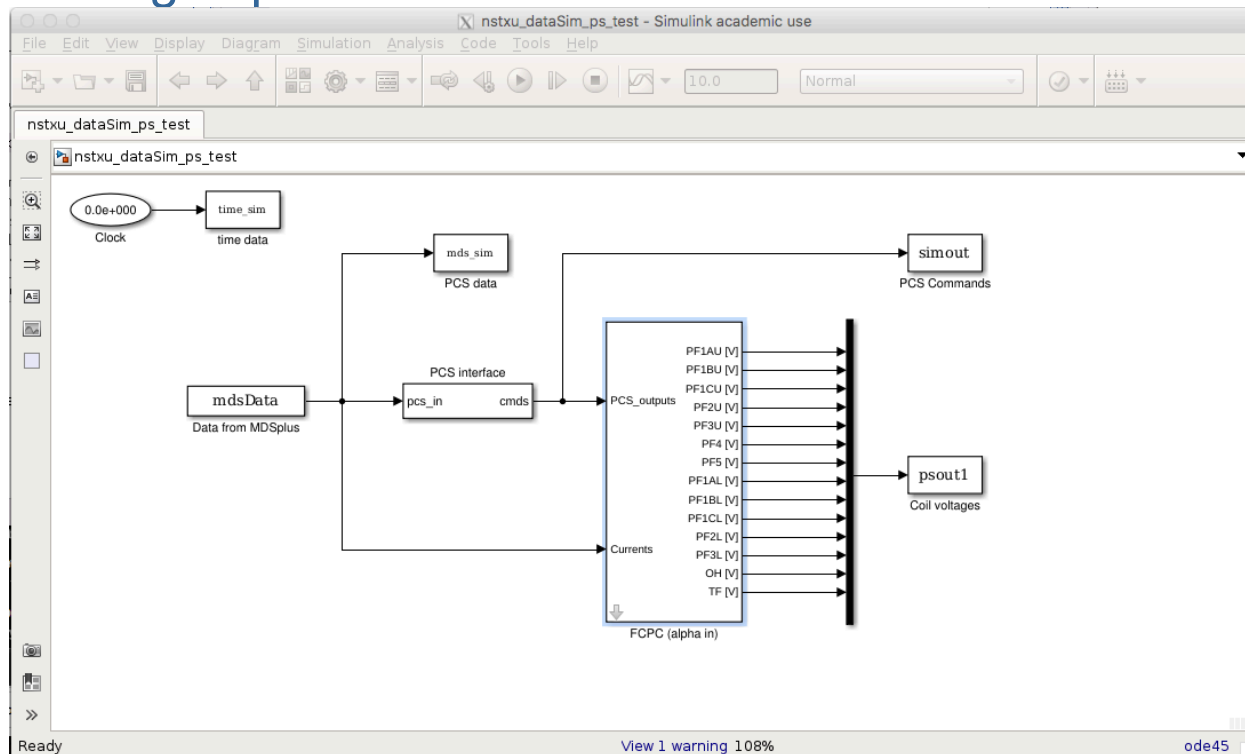 nstxu_dataSim_ps_test - Simulink academic use
File Edit View Display Diagram Simulation Analysis Code Tools Help
10.0 Normal
nstxu_dataSim_ps_test
nstxu_dataSim_ps_test
0.0e+000
Clock
time_sim
time data
mds_sim
PCS data
simout
PCS Commands
mdsData
Data from MDSplus
PCS interface
pcs_in cmds
PCS_outputs
Currents
PF1AU [V]
PF1BU [V]
PF1CU [V]
PF2U [V]
PF3U [V]
PF4 [V]
PF5 [V]
PF1AL [V]
PF1BL [V]
PF1CL [V]
PF2L [V]
PF3L [V]
OH [V]
TF [V]
FCPC (alpha in)
psout1
Coil voltages
Ready View 1 warning 108% ode45